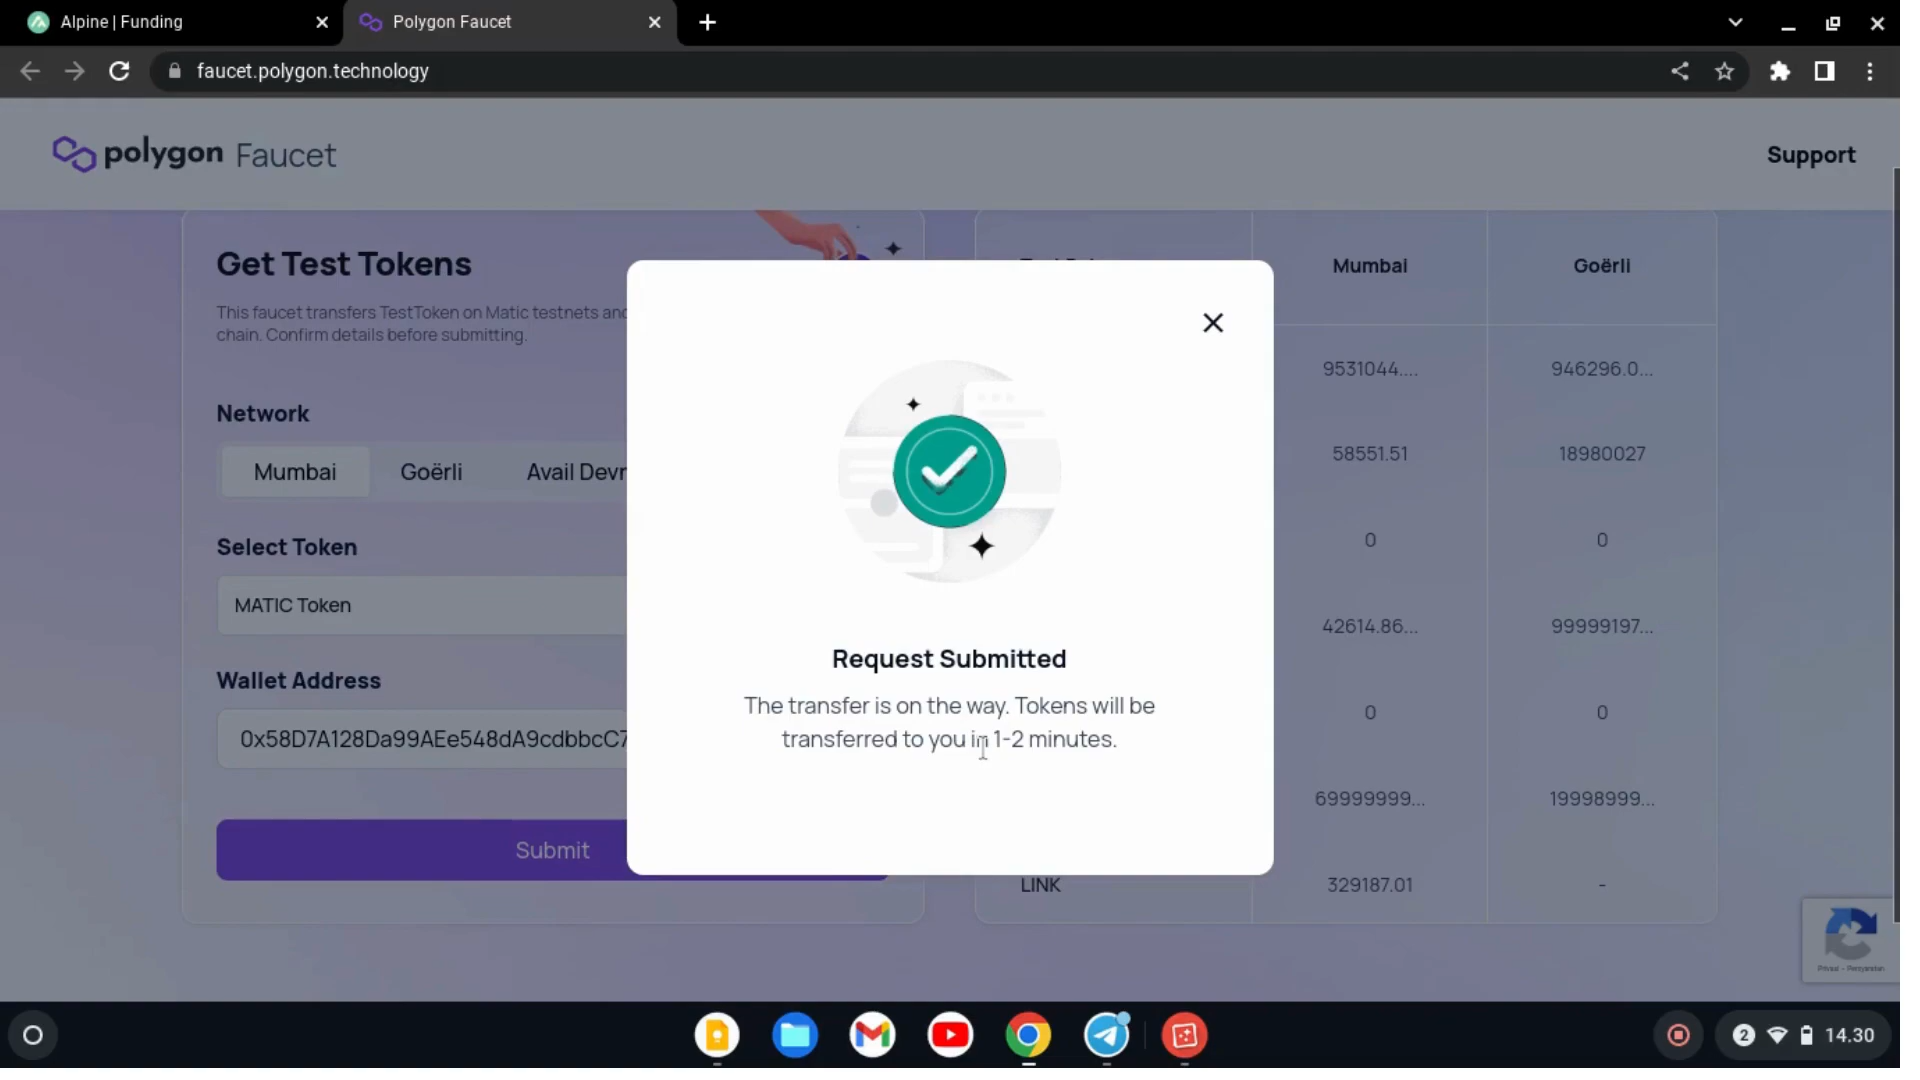 Alpine | Funding
Polygon Faucet
faucet.polygon.technology
polygon Faucet
Support
Get Test Tokens
This faucet transfers TestToken on Matic testnets and
chain. Confirm details before submitting.
Network
Mumbai
Goërli
Avail Dev
Select Token
MATIC Token
Wallet Address
0x58D7A128Da99AEe548dA9cdbbcC7
Submit
Request Submitted
The transfer is on the way. Tokens will be
transferred to you in 1-2 minutes.
Mumbai Goërli
9531044.... 946296.0...
58551.51 18980027
0 0
42614.86... 99999197...
0 0
69999999... 19998999...
LINK 329187.01 -
Privasi - Persyaratan
2 14.30